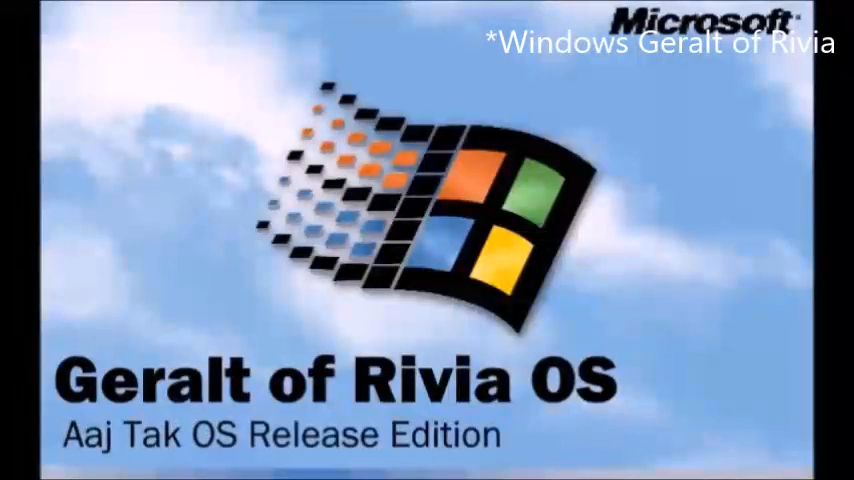 Microsoft
*Windows Geralt of Rivia
Geralt of Rivia OS
Aaj Tak OS Release Edition